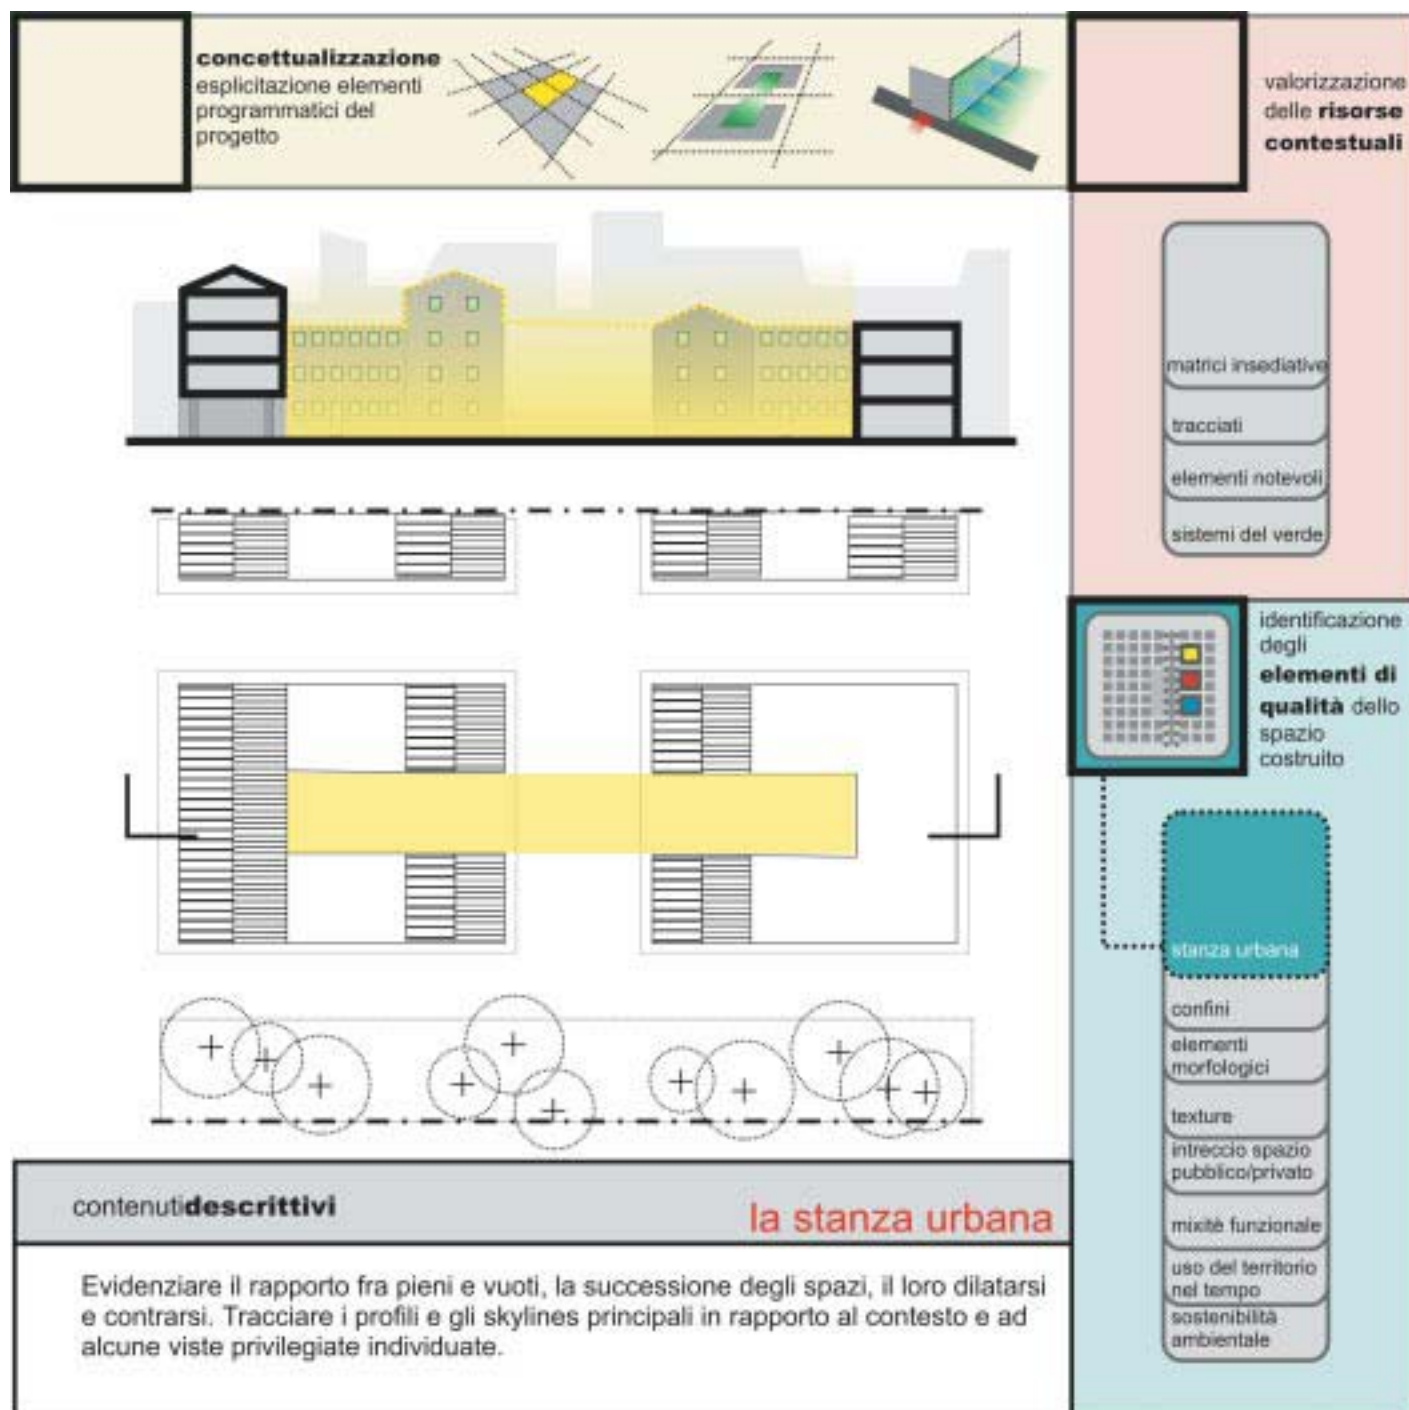 concettualizzazione
esplicitazione elementi
programmatici del
progetto
valorizzazione
delle risorse
contestuali
matrici insediative
tracciati
elementi notevoli
sistemi del verde
identificazione
degli
elementi di
qualità dello
spazio
costruito
stanza urbana
confini
elementi
morfologici
texture
intreccio spazio
pubblico/privato
mixitè funzionale
uso del territorio
nel tempo
sostenibilità
ambientale
contenutidescrittivi
la stanza urbana
Evidenziare il rapporto fra pieni e vuoti, la successione degli spazi, il loro dilatarsi
e contrarsi. Tracciare i profili e gli skylines principali in rapporto al contesto e ad
alcune viste privilegiate individuate.